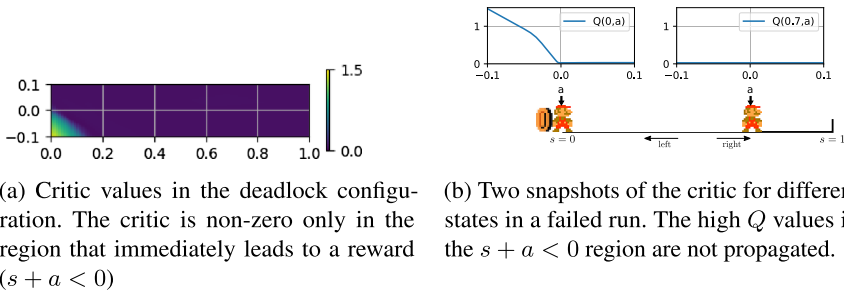 1
0
−0.1
0.0
0.1
a
Q(0,a)
1
0
−0.1
0.0
0.1
a
Q(0.7,a)
0.1
0.0
−0.1
0.0
0.2
0.4
0.6
0.8
1.0
1.5
0.0
s = 0
left
right
s = 1
(a) Critic values in the deadlock configu-
ration. The critic is non-zero only in the
region that immediately leads to a reward
(s + a < 0)
(b) Two snapshots of the critic for differen
states in a failed run. The high Q values i
the s + a < 0 region are not propagated.